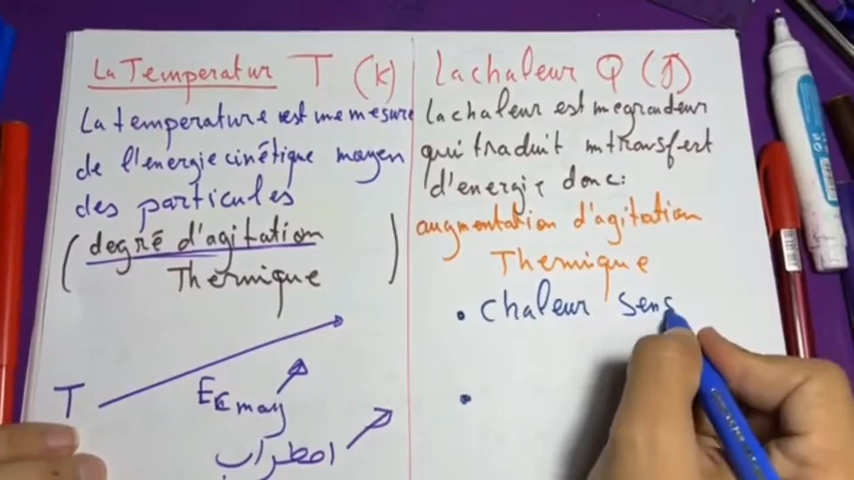 La Temperatur T (K)
La temperature est une mesure
de l'energie cinétique moyen
des particules
(degré d'agitation
Thermique)
T
Ec moy
اضطراب
La chaleur Q (J)
La chaleur est une grandeur
qui traduit un transfert
d'energie donc:
augmentation d'agitation
Thermique
• chaleur sens
•